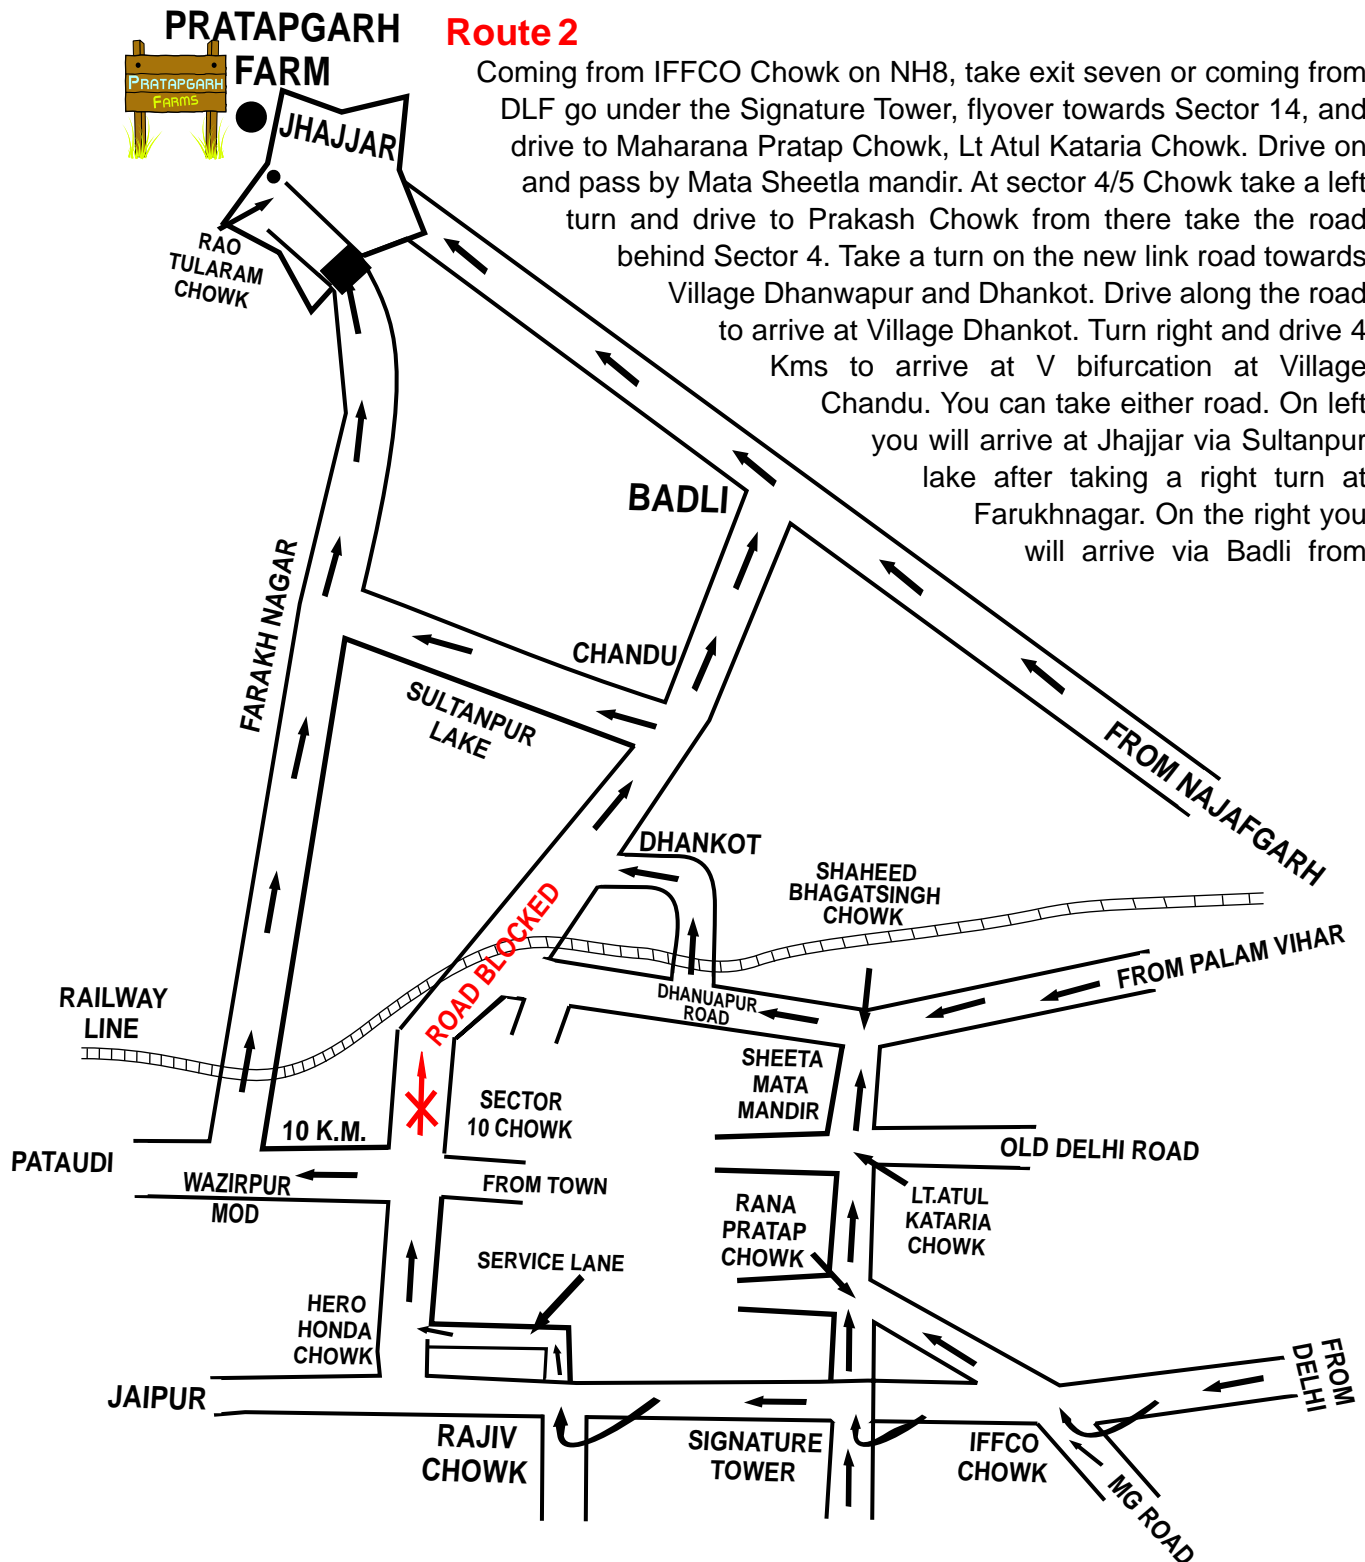 PRATAPGARH
FARM
PRATAPGARH
FARMS
Route 2
Coming from IFFCO Chowk on NH8, take exit seven or coming from
DLF go under the Signature Tower, flyover towards Sector 14, and
drive to Maharana Pratap Chowk, Lt Atul Kataria Chowk. Drive on
and pass by Mata Sheetla mandir. At sector 4/5 Chowk take a left
turn and drive to Prakash Chowk from there take the road
behind Sector 4. Take a turn on the new link road towards
Village Dhanwapur and Dhankot. Drive along the road
to arrive at Village Dhankot. Turn right and drive 4
Kms to arrive at V bifurcation at Village
Chandu. You can take either road. On left
you will arrive at Jhajjar via Sultanpur
lake after taking a right turn at
Farukhnagar. On the right you
will arrive via Badli from
JHAJJAR
RAO
TULARAM
CHOWK
BADLI
FARAKH NAGAR
CHANDU
SULTANPUR
LAKE
FROM NAJAFGARH
DHANKOT
SHAHEED
BHAGATSINGH
CHOWK
ROAD BLOCKED
FROM PALAM VIHAR
RAILWAY
LINE
DHANUAPUR
ROAD
SHEETA
MATA
MANDIR
SECTOR
10 CHOWK
10 K.M.
PATAUDI
OLD DELHI ROAD
WAZIRPUR
MOD
FROM TOWN
RANA
PRATAP
CHOWK
LT.ATUL
KATARIA
CHOWK
SERVICE LANE
HERO
HONDA
CHOWK
FROM
DELHI
JAIPUR
RAJIV
CHOWK
SIGNATURE
TOWER
IFFCO
CHOWK
MG ROAD